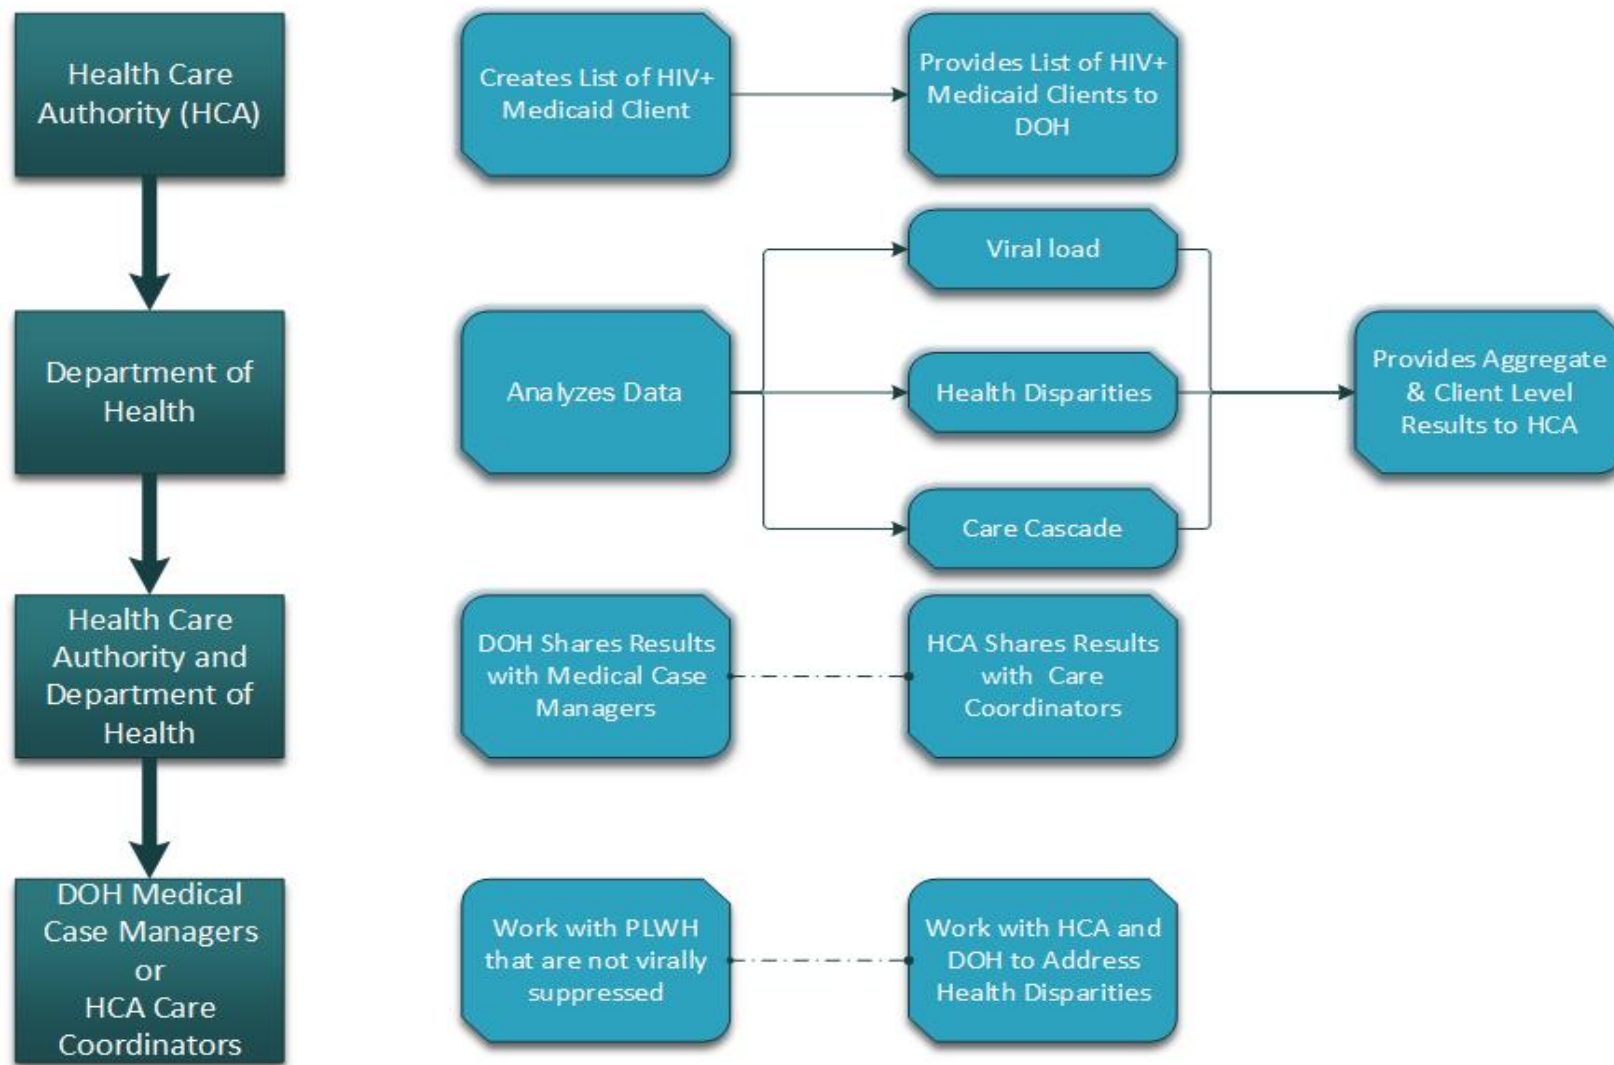 Health Care
Authority (HCA)
Creates List of HIV+
Medicaid Client
Provides List of HIV+
Medicaid Clients to
DOH
Viral load
Department of
Health
Analyzes Data
Health Disparities
Provides Aggregate
& Client Level
Results to HCA
Care Cascade
Health Care
Authority and
Department of
Health
DOH Shares Results
with Medical Case
Managers
HCA Shares Results
with Care
Coordinators
DOH Medical
Case Managers
or
HCA Care
Coordinators
Work with PLWH
that are not virally
suppressed
Work with HCA and
DOH to Address
Health Disparities